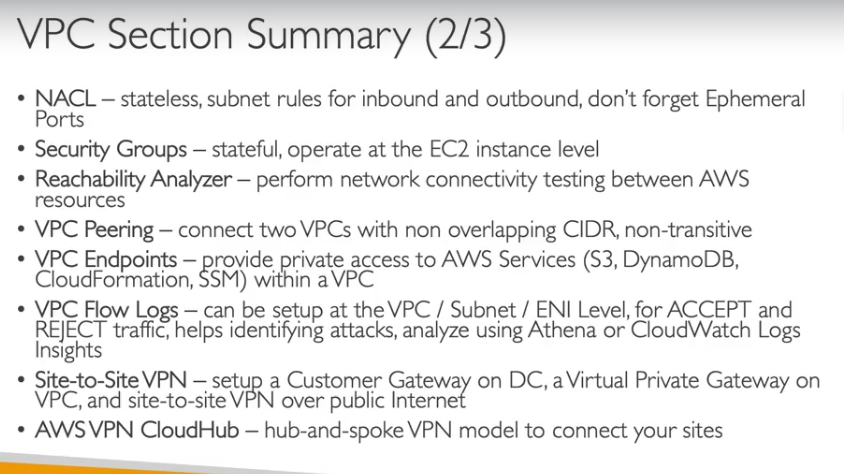 VPC Section Summary (2/3)
• NACL – stateless, subnet rules for inbound and outbound, don't forget Ephemeral
Ports
• Security Groups – stateful, operate at the EC2 instance level
• Reachability Analyzer – perform network connectivity testing between AWS
resources
• VPC Peering – connect two VPCs with non overlapping CIDR, non-transitive
• VPC Endpoints – provide private access to AWS Services (S3, DynamoDB,
CloudFormation, SSM) within a VPC
• VPC Flow Logs – can be setup at the VPC / Subnet / ENI Level, for ACCEPT and
REJECT traffic, helps identifying attacks, analyze using Athena or CloudWatch Logs
Insights
• Site-to-Site VPN – setup a Customer Gateway on DC, a Virtual Private Gateway on
VPC, and site-to-site VPN over public Internet
• AWS VPN CloudHub – hub-and-spoke VPN model to connect your sites